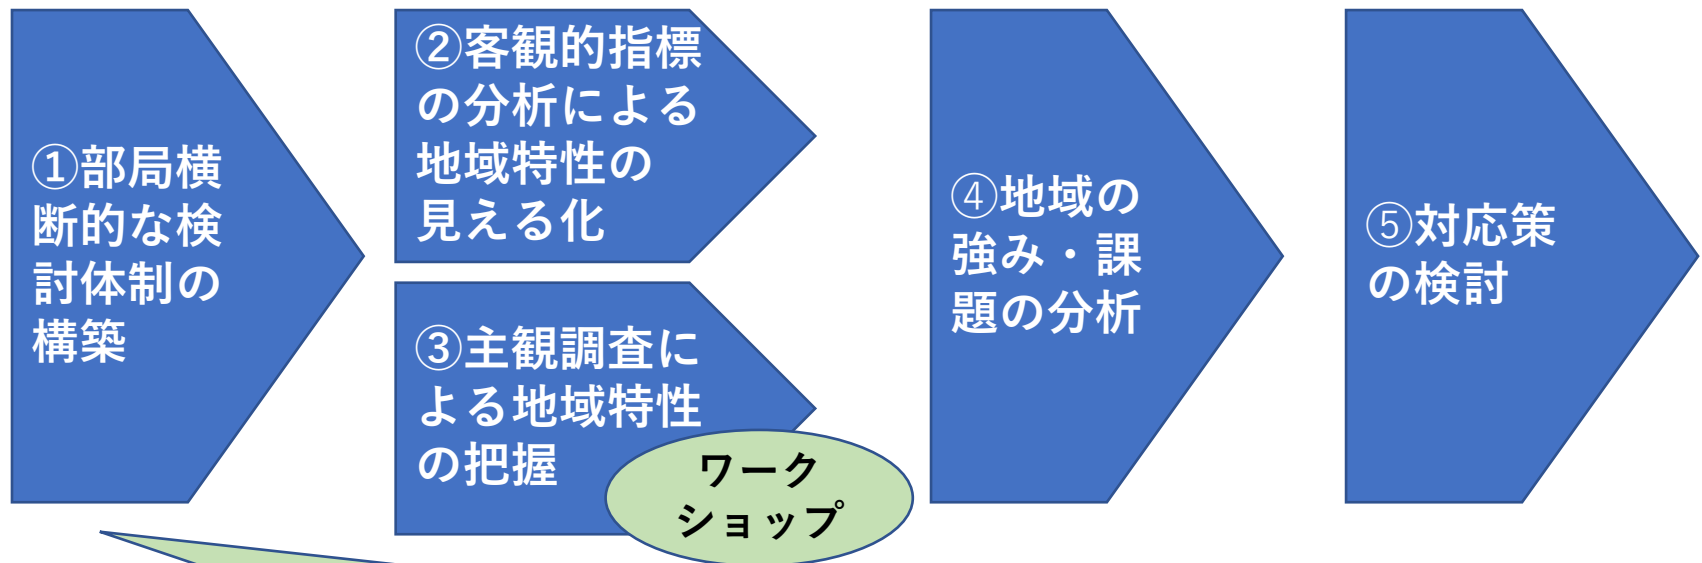 ①部局横
断的な検
討体制の
構築
②客観的指標
の分析による
地域特性の
見える化
③主観調査に
よる地域特性
の把握
ワーク
ショップ
④地域の
強み・課
題の分析
⑤対応策
の検討